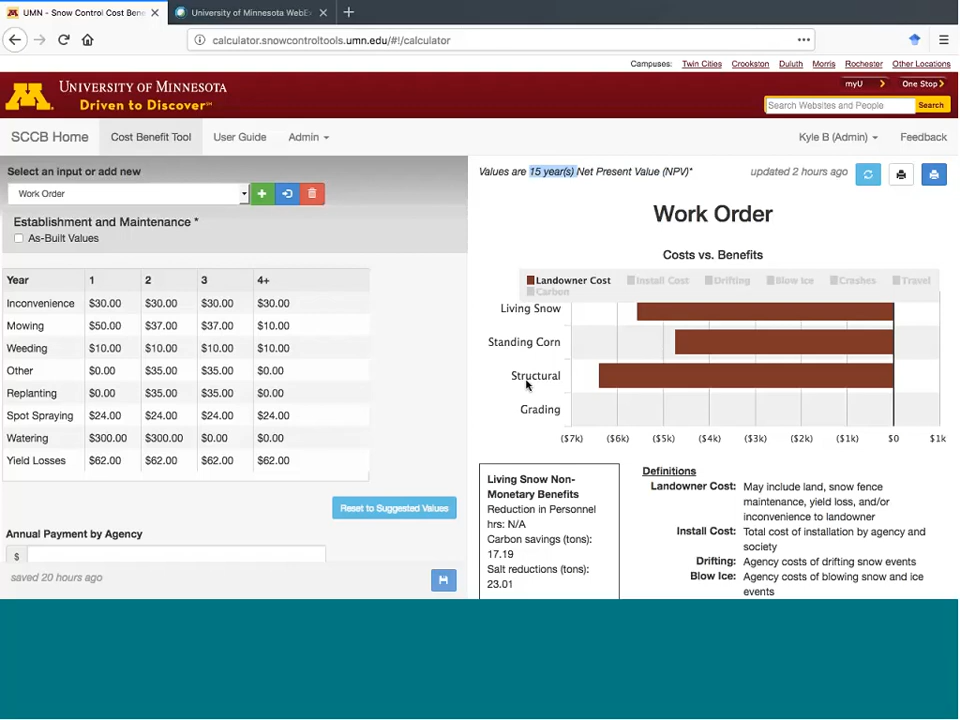 UMN - Snow Control Cost Bene
University of Minnesota WebEx
calculator.snowcontroltools.umn.edu/#!/calculator
Campuses: Twin Cities Crookston Duluth Morris Rochester Other Locations
UNIVERSITY OF MINNESOTA
Driven to Discover℠
myU
One Stop
Search Websites and People
Search
SCCB Home
Cost Benefit Tool
User Guide
Admin
Kyle B (Admin)
Feedback
Select an input or add new
Work Order
Establishment and Maintenance *
As-Built Values
Year 1 2 3 4+
Inconvenience $30.00 $30.00 $30.00 $30.00
Mowing $50.00 $37.00 $37.00 $10.00
Weeding $10.00 $10.00 $10.00 $10.00
Other $0.00 $35.00 $35.00 $0.00
Replanting $0.00 $35.00 $35.00 $0.00
Spot Spraying $24.00 $24.00 $24.00 $24.00
Watering $300.00 $300.00 $0.00 $0.00
Yield Losses $62.00 $62.00 $62.00 $62.00
Reset to Suggested Values
Annual Payment by Agency
$
saved 20 hours ago
Values are 15 year(s) Net Present Value (NPV)*
updated 2 hours ago
Work Order
Costs vs. Benefits
Landowner Cost Install Cost Drifting Blow Ice Crashes Travel
Carbon
Living Snow
Standing Corn
Structural
Grading
($7k) ($6k) ($5k) ($4k) ($3k) ($2k) ($1k) $0 $1k
Living Snow Non-
Monetary Benefits
Reduction in Personnel
hrs: N/A
Carbon savings (tons):
17.19
Salt reductions (tons):
23.01
Definitions
Landowner Cost: May include land, snow fence
maintenance, yield loss, and/or
inconvenience to landowner
Install Cost: Total cost of installation by agency and
society
Drifting: Agency costs of drifting snow events
Blow Ice: Agency costs of blowing snow and ice
events